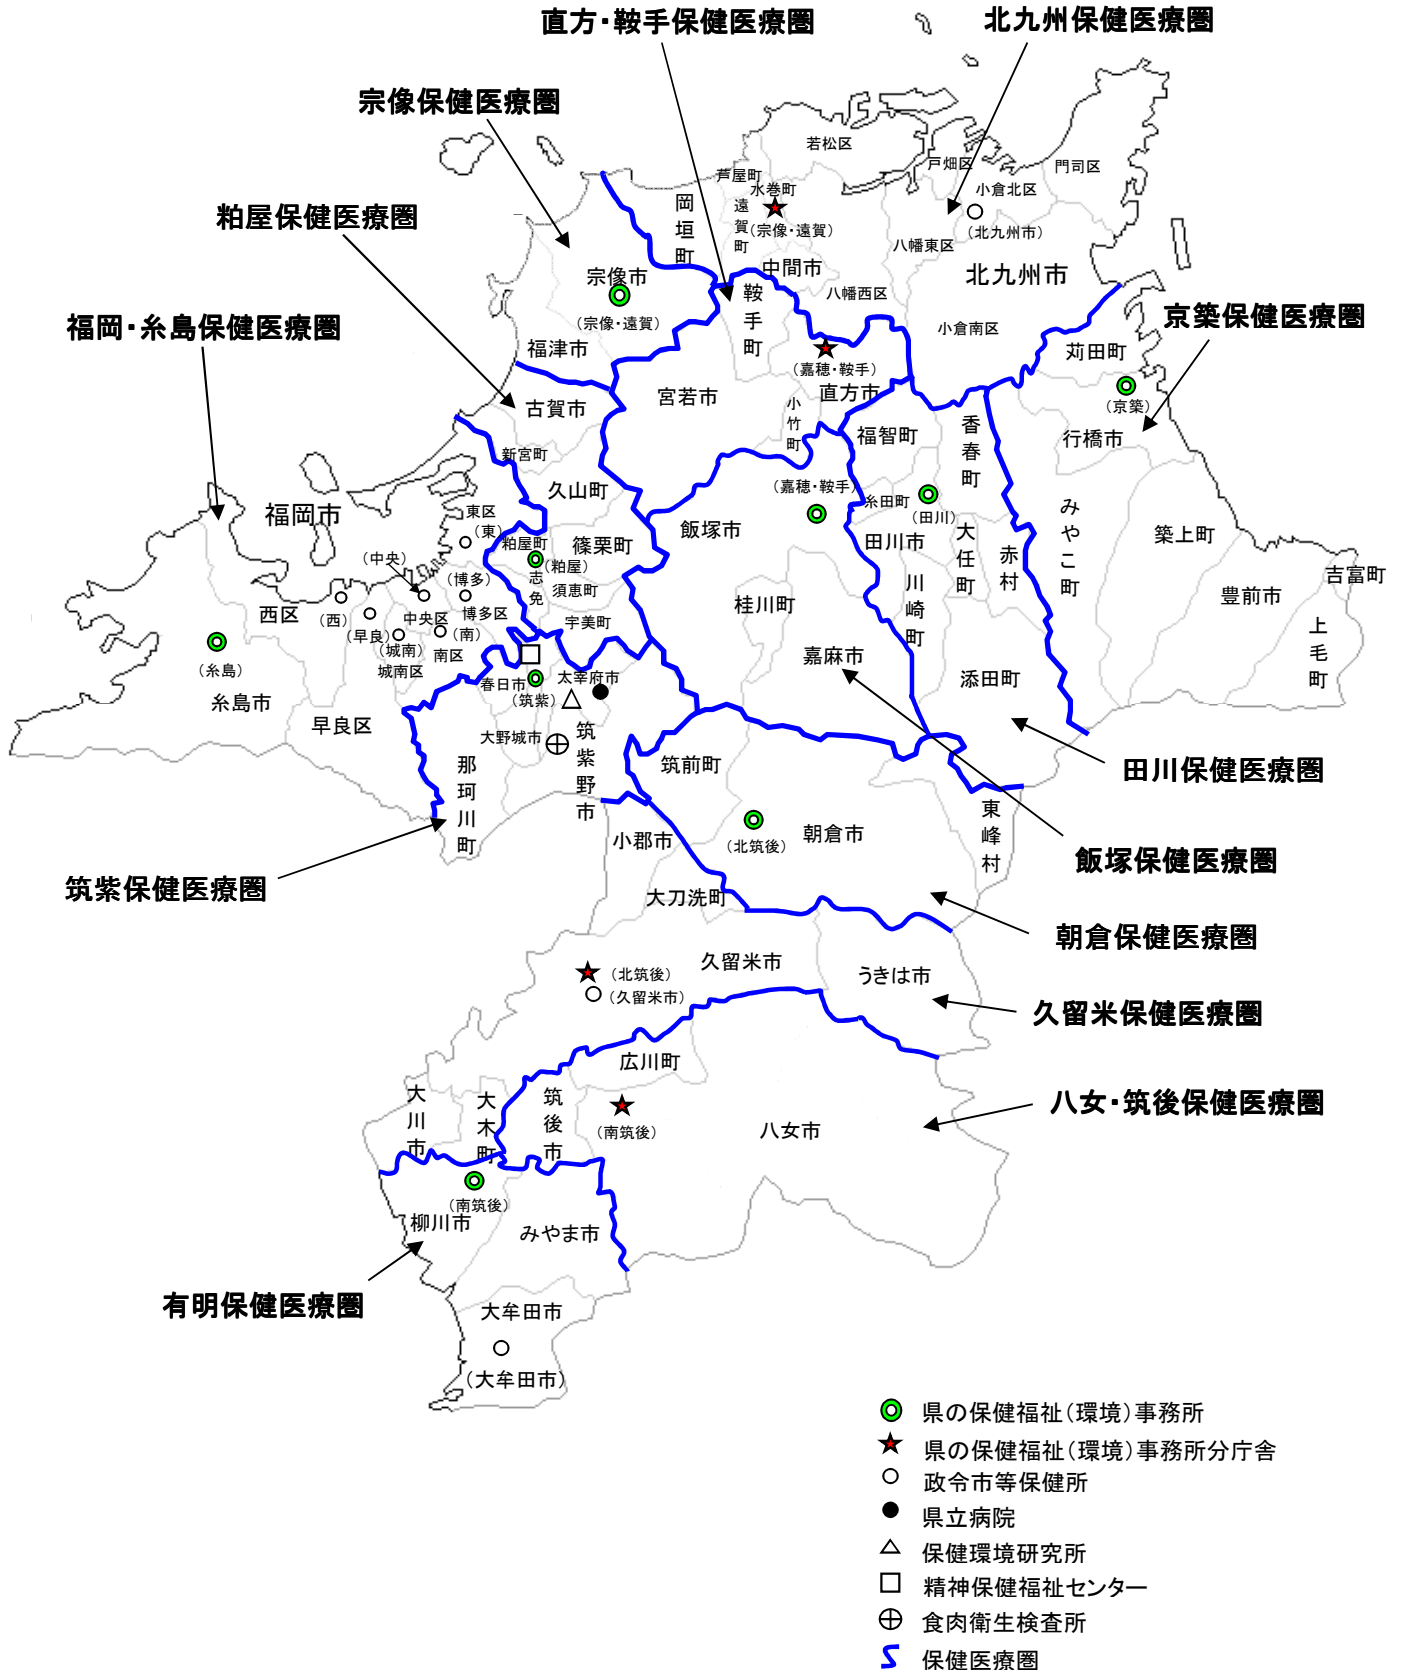 直方・鞍手保健医療圏
北九州保健医療圏
宗像保健医療圏
粕屋保健医療圏
福岡・糸島保健医療圏
京築保健医療圏
若松区
戸畑区
門司区
芦屋町
水巻町
小倉北区
岡垣町
遠賀町
(宗像・遠賀)
(北九州市)
八幡東区
中間市
北九州市
宗像市
八幡西区
鞍手町
(宗像・遠賀)
小倉南区
福津市
苅田町
(嘉穂・鞍手)
直方市
宮若市
(京築)
古賀市
小竹町
福智町
香春町
行橋市
新宮町
久山町
(嘉穂・鞍手)
糸田町
(田川)
みやこ町
福岡市
東区
(東)
飯塚市
田川市
大任町
赤村
築上町
粕屋町
篠栗町
(中央)
(粕屋)
志免
須恵町
(博多)
川崎町
吉富町
豊前市
西区
(西)
中央区
博多区
宇美町
桂川町
(早良)
(南)
上毛町
(城南)
南区
城南区
嘉麻市
(糸島)
糸島市
春日市
太宰府市
(筑紫)
添田町
早良区
大野城市
筑紫野市
那珂川町
筑前町
田川保健医療圏
東峰村
小郡市
(北筑後)
朝倉市
飯塚保健医療圏
筑紫保健医療圏
大刀洗町
朝倉保健医療圏
久留米市
(北筑後)
うきは市
(久留米市)
久留米保健医療圏
広川町
大川市
大木町
筑後市
八女・筑後保健医療圏
(南筑後)
八女市
(南筑後)
柳川市
みやま市
有明保健医療圏
大牟田市
(大牟田市)
県の保健福祉(環境)事務所
県の保健福祉(環境)事務所分庁舎
政令市等保健所
県立病院
保健環境研究所
精神保健福祉センター
食肉衛生検査所
保健医療圏